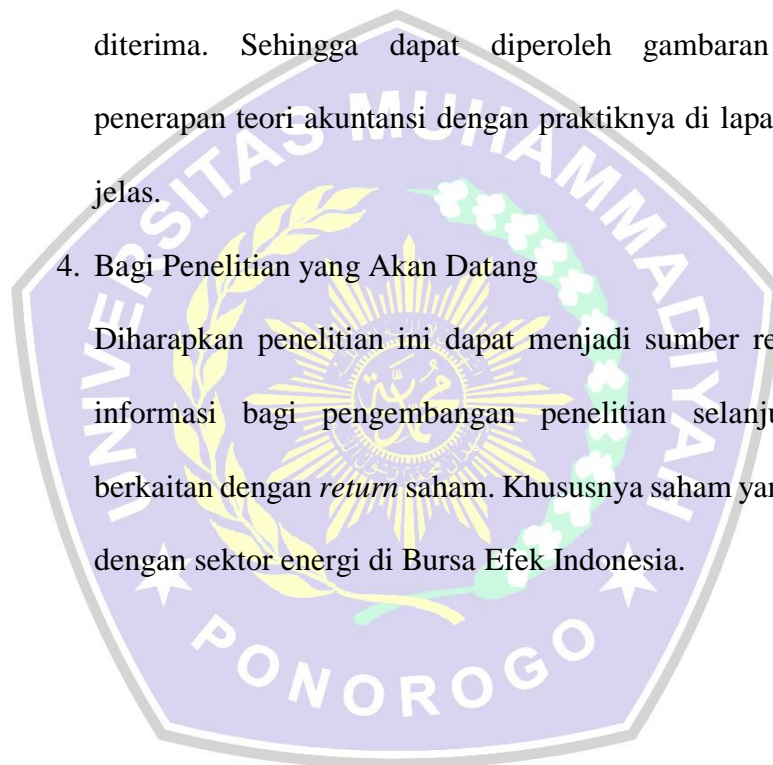 diterima. Sehingga dapat diperoleh gambaran
penerapan teori akuntansi dengan praktiknya di lapa
jelas.
4. Bagi Penelitian yang Akan Datang
Diharapkan penelitian ini dapat menjadi sumber re
informasi bagi pengembangan penelitian selanju
berkaitan dengan return saham. Khususnya saham yan
dengan sektor energi di Bursa Efek Indonesia.
UNIVERSITAS MUHAMMADIYAH
PONOROGO